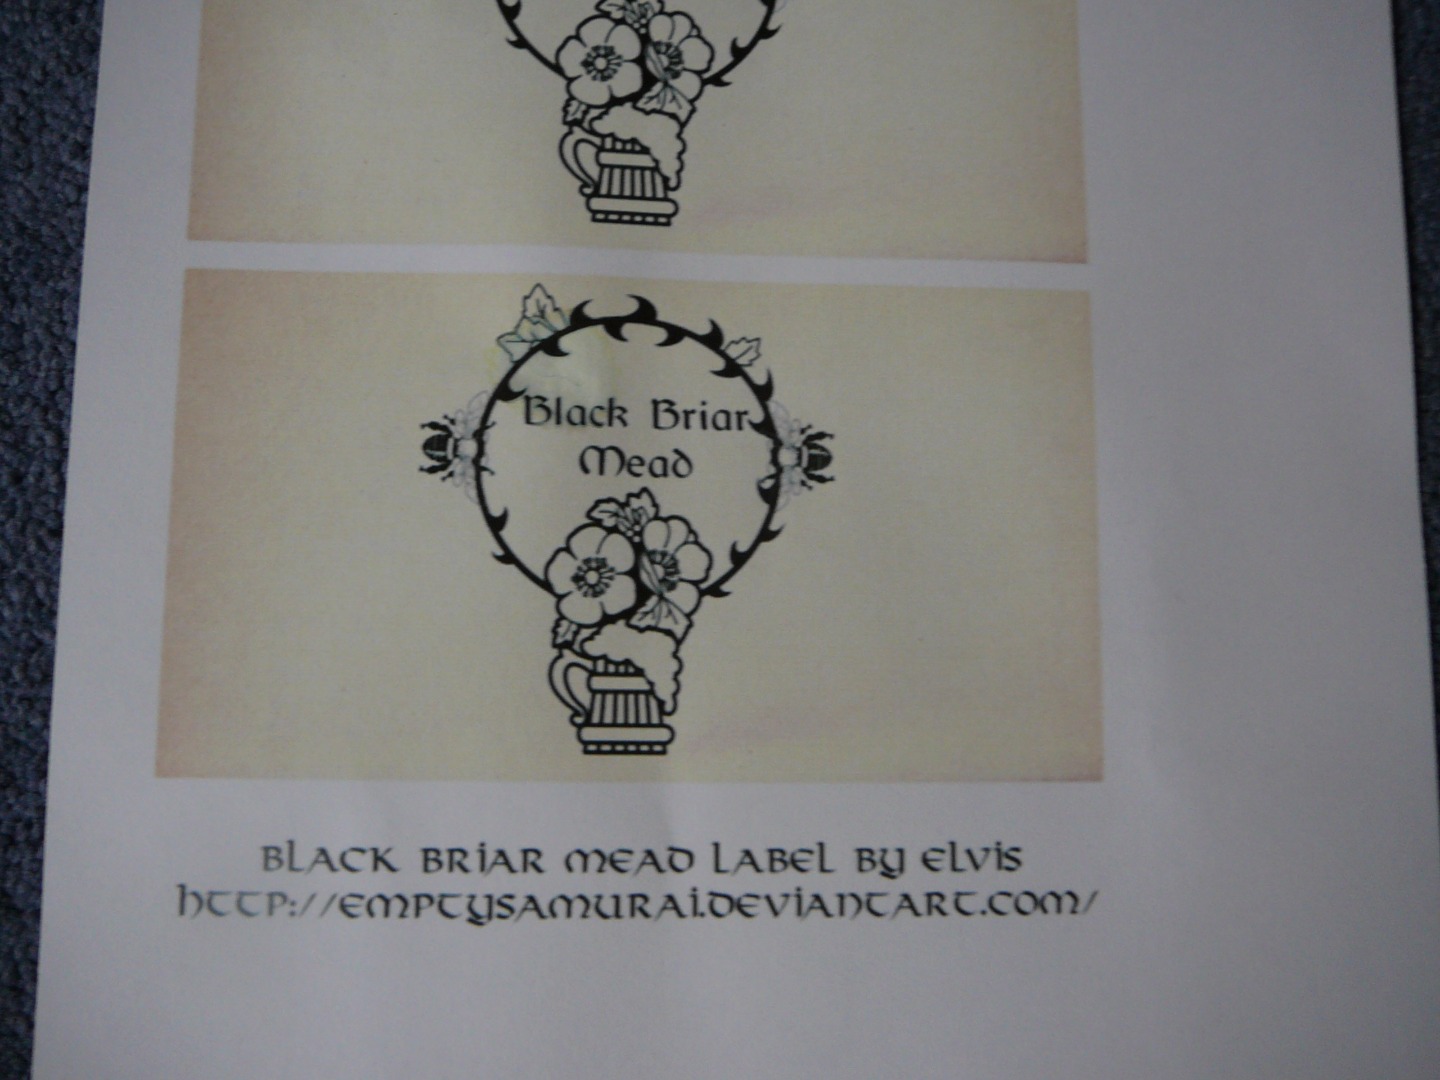 Black Briar
Mead
BLACK BRIAR MEAD LABEL BY ELVIS
HTTP://EMPTYSAMURAI.DEVIANTART.COM/